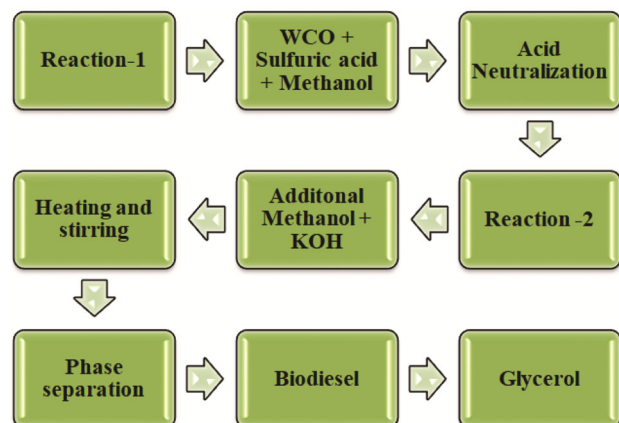 Reaction-1
WCO +
Sulfuric acid
+ Methanol
Acid
Neutralization
Reaction -2
Additonal
Methanol +
KOH
Heating and
stirring
Phase
separation
Biodiesel
Glycerol